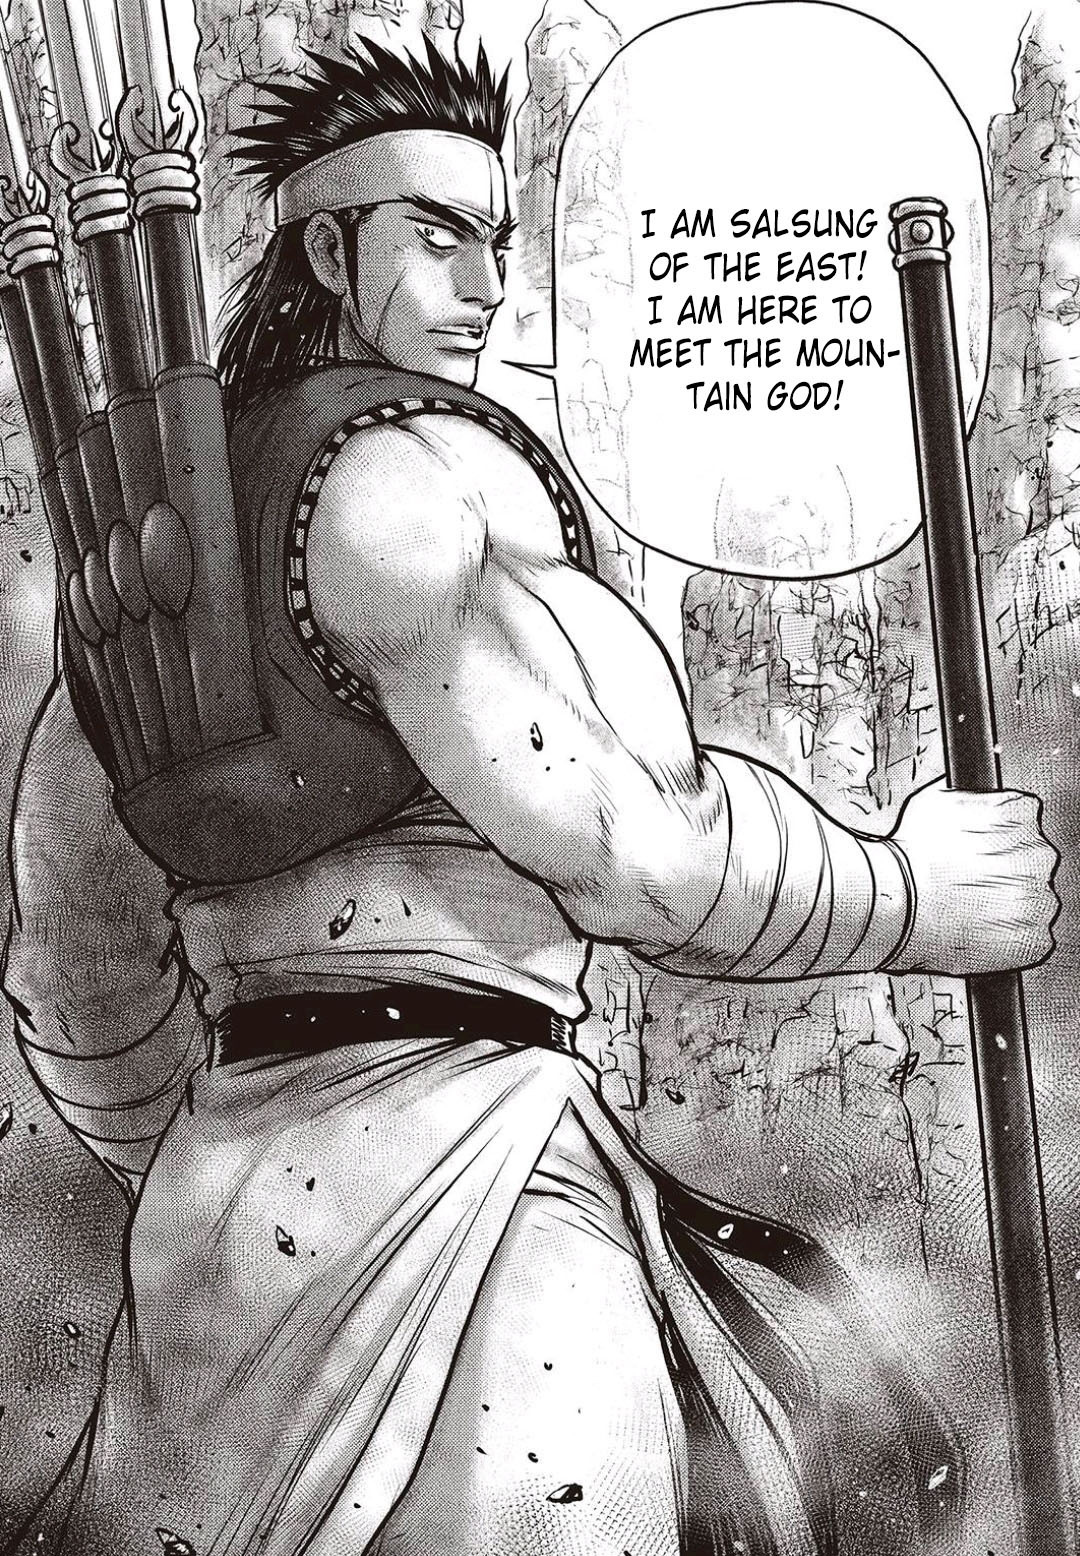 I AM SALSUNG
OF THE EAST!
I AM HERE TO
MEET THE MOUN-
TAIN GOD!